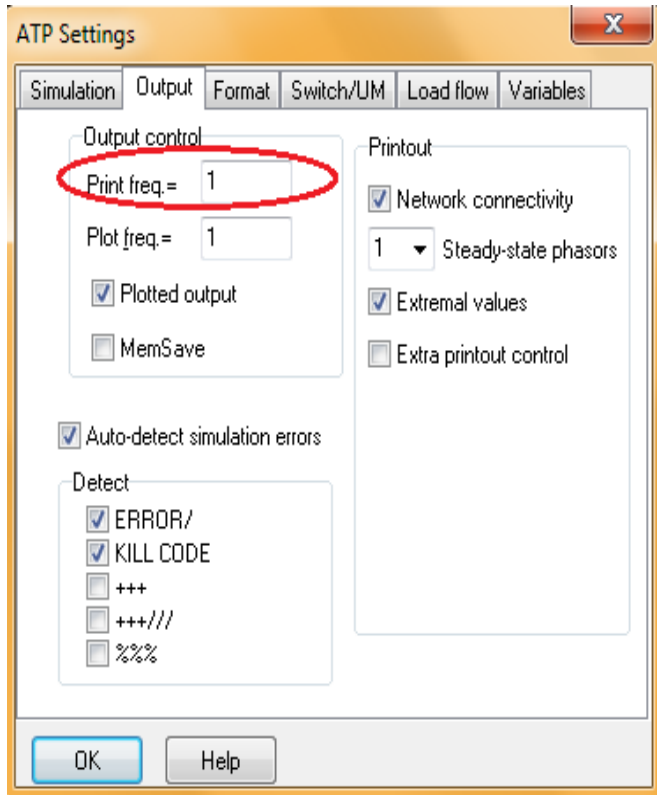 ATP Settings
Simulation Output Format Switch/UM Load flow Variables
Output control
Print freq.= 1
Plot freq.= 1
Plotted output
MemSave
Printout
Network connectivity
1 Steady-state phasors
Extremal values
Extra printout control
Auto-detect simulation errors
Detect
ERROR/
KILL CODE
+++
+++///
%%%
OK Help